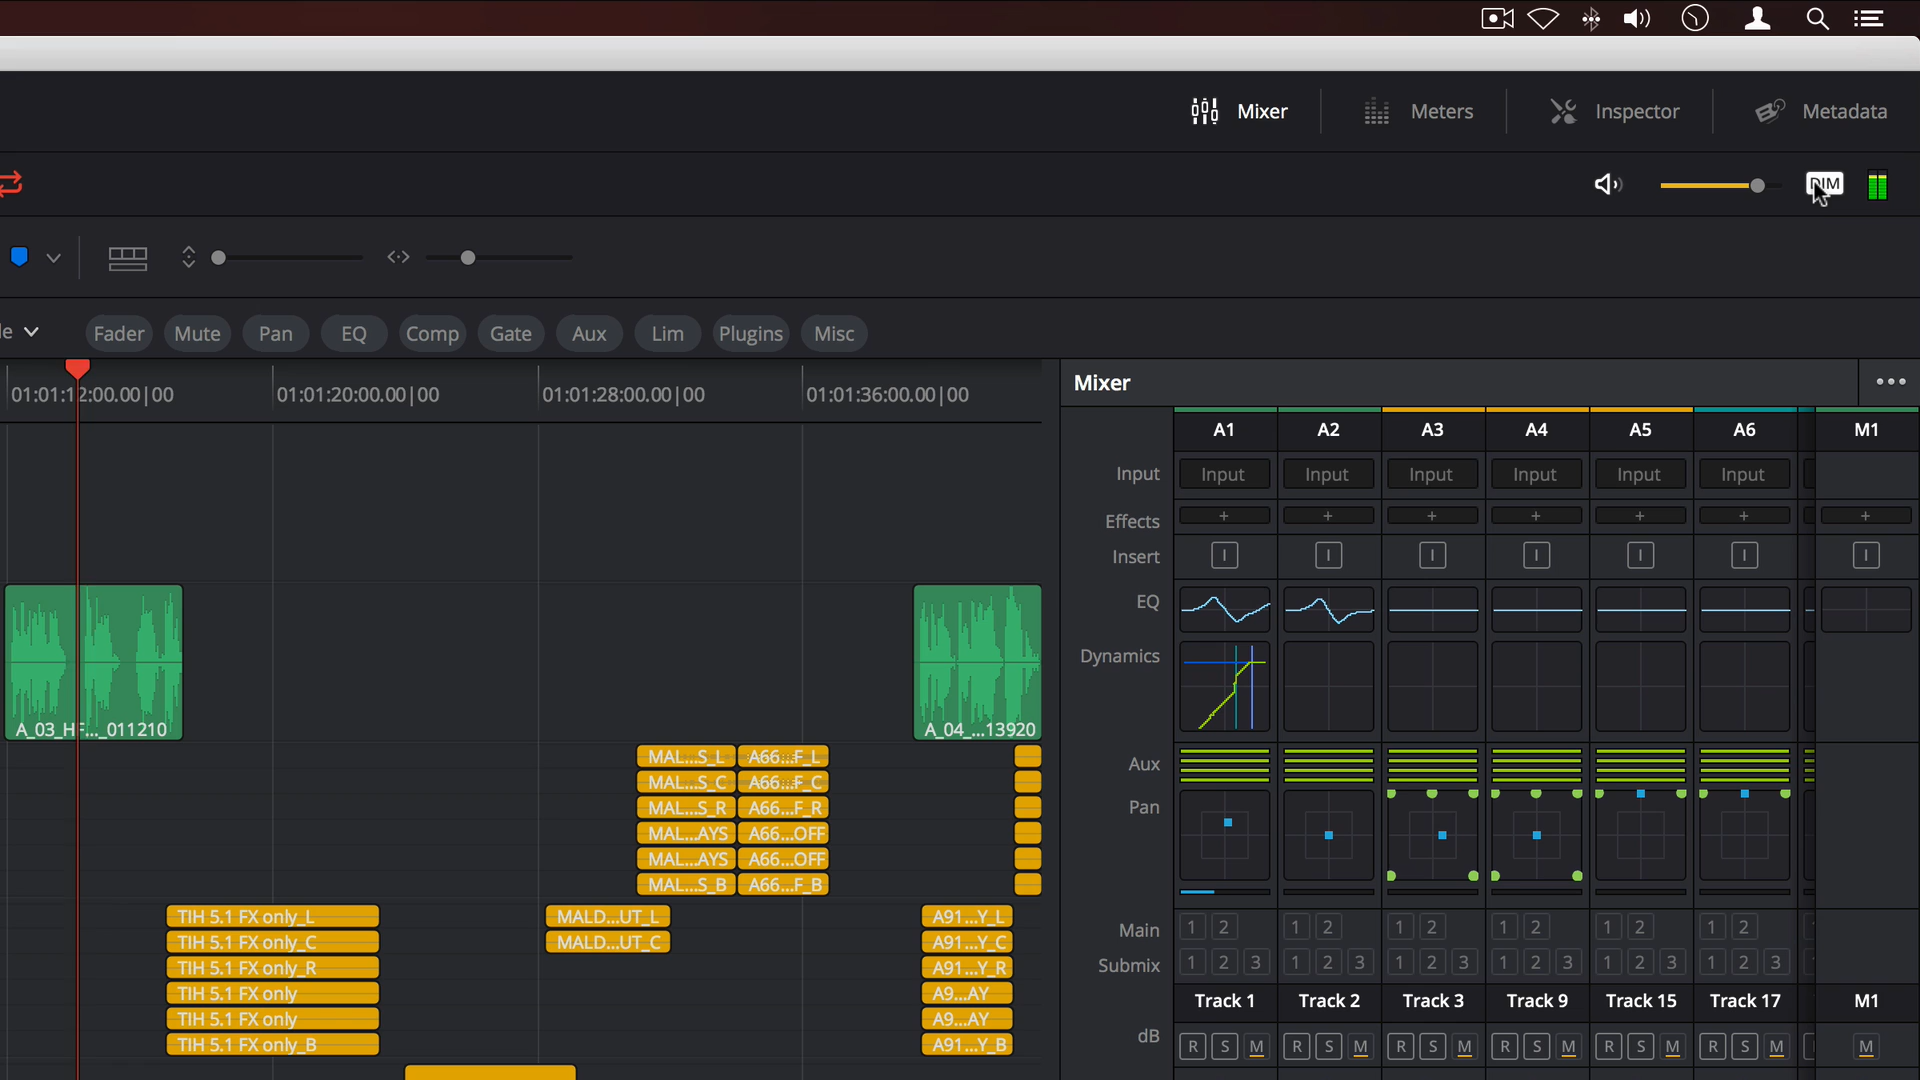 Mixer Meters Inspector Metadata
DIM
Fader Mute Pan EQ Comp Gate Aux Lim Plugins Misc
01:01:12:00.00|00 01:01:20:00.00|00 01:01:28:00.00|00 01:01:36:00.00|00
Mixer
A1 A2 A3 A4 A5 A6 M1
Input Input Input Input Input Input Input
Effects + + + + + + +
Insert I I I I I I I
EQ
Dynamics
A_03_HF..._011210 A_04_...13920
MAL...S_L A66...F_L
MAL...S_C A66...F_C
MAL...S_R A66...F_R
MAL...AYS A66...OFF
MAL...AYS A66...OFF
MAL...S_B A66...F_B
Aux
Pan
TIH 5.1 FX only_L MALD...UT_L A91...Y_L
TIH 5.1 FX only_C MALD...UT_C A91...Y_C
TIH 5.1 FX only_R A91...Y_R
TIH 5.1 FX only A9...AY
TIH 5.1 FX only A9...AY
TIH 5.1 FX only_B A91...Y_B
Main 1 2 1 2 1 2 1 2 1 2 1 2
Submix 1 2 3 1 2 3 1 2 3 1 2 3 1 2 3 1 2 3
Track 1 Track 2 Track 3 Track 9 Track 15 Track 17 M1
dB R S M R S M R S M R S M R S M R S M M